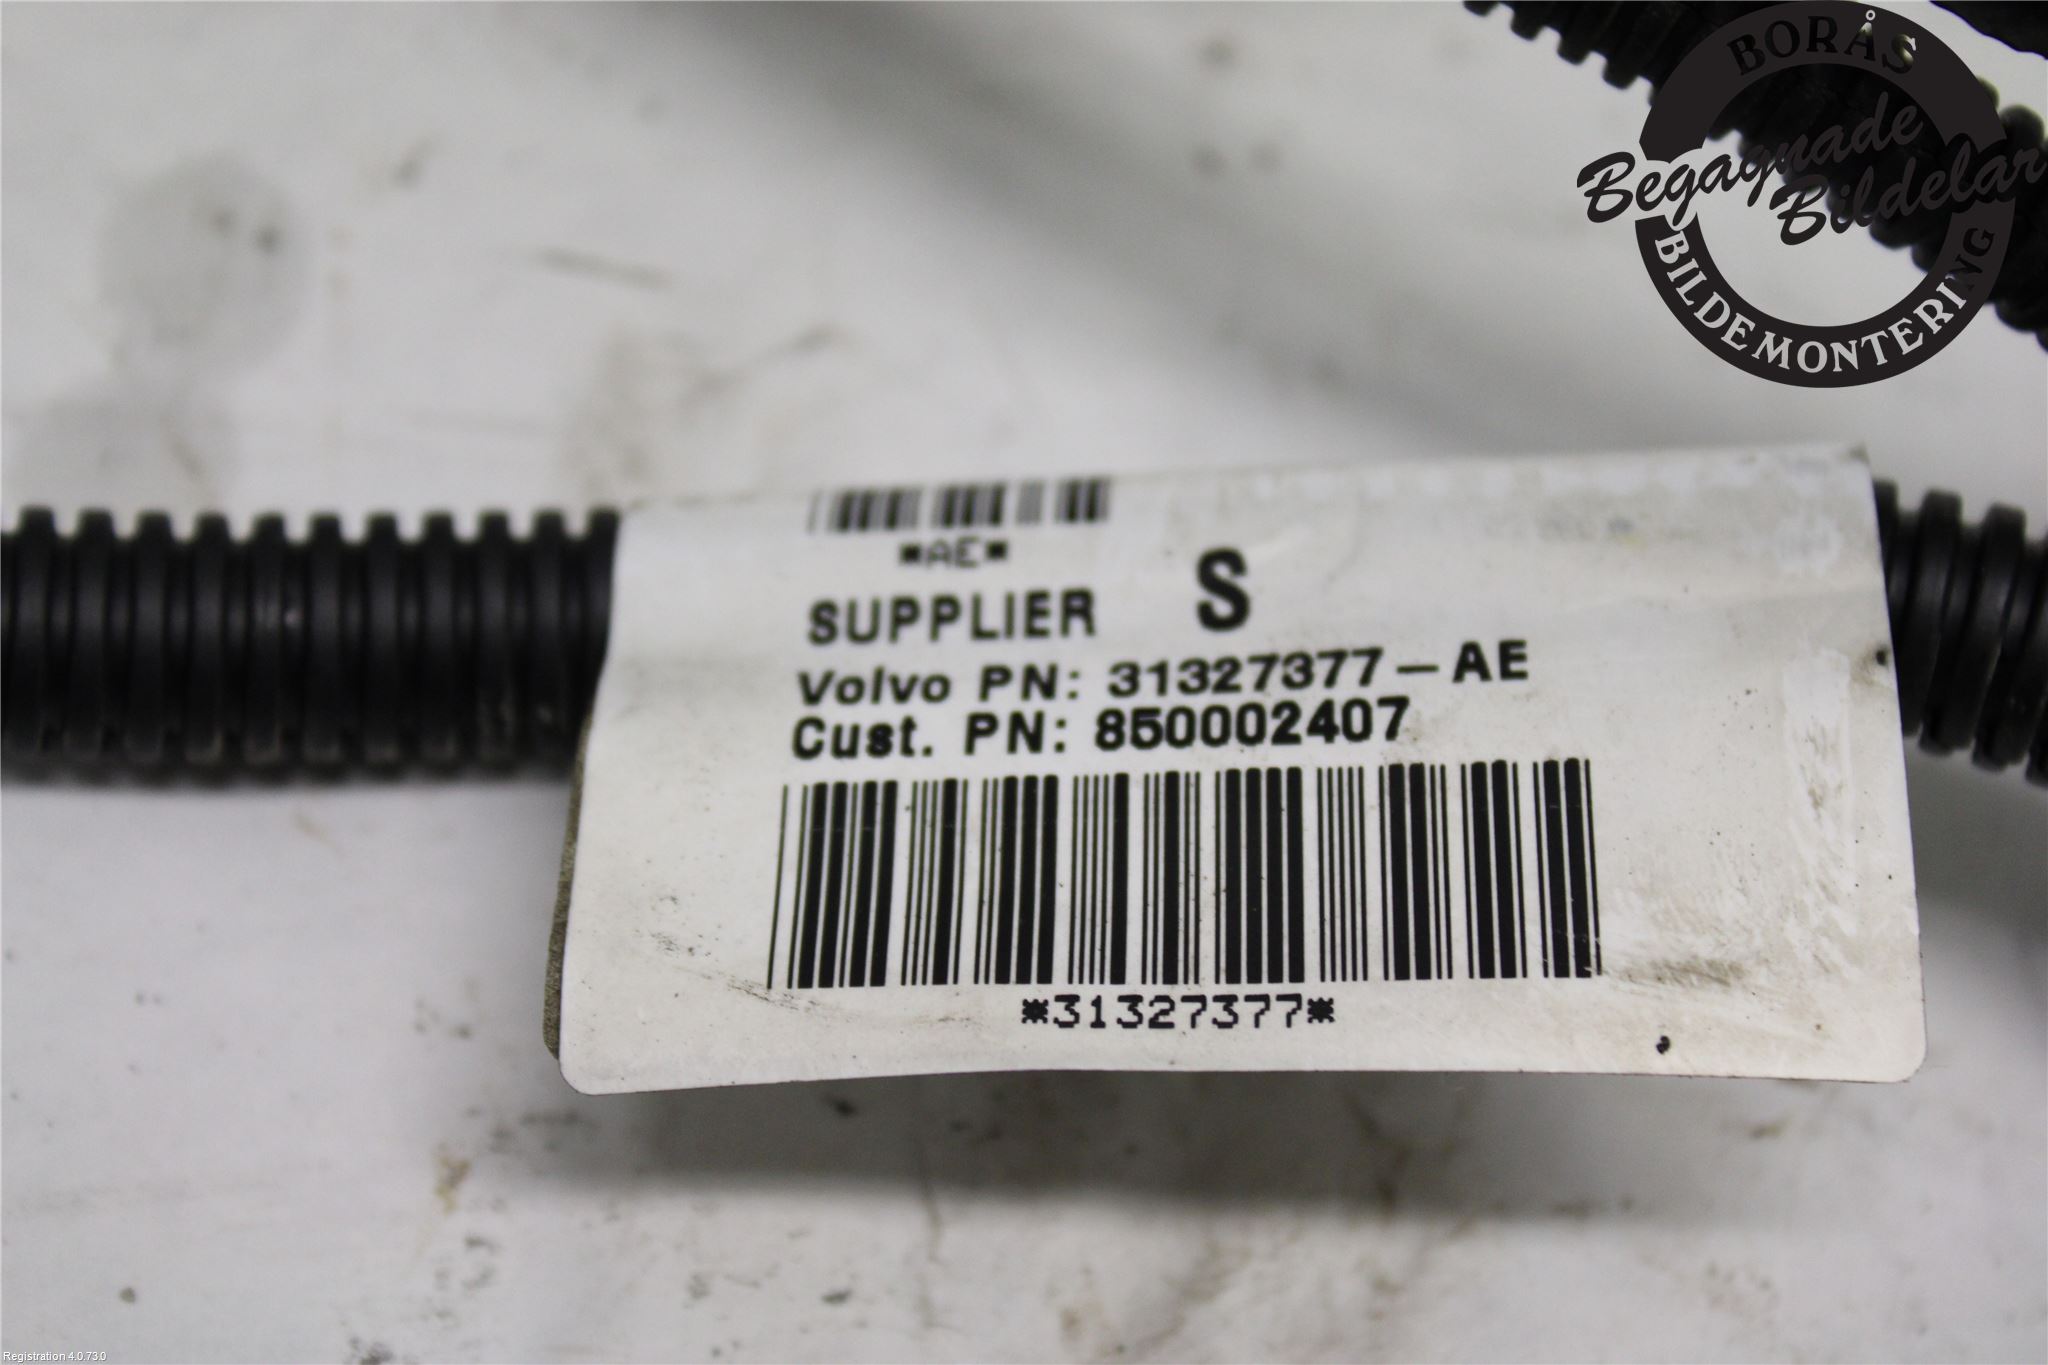 BORÅS
Begagnade
Bildelar
BILDEMONTERING
*AE*
SUPPLIER S
Volvo PN: 31327377-AE
Cust. PN: 850002407
*31327377*
Registration 4.0.73.0